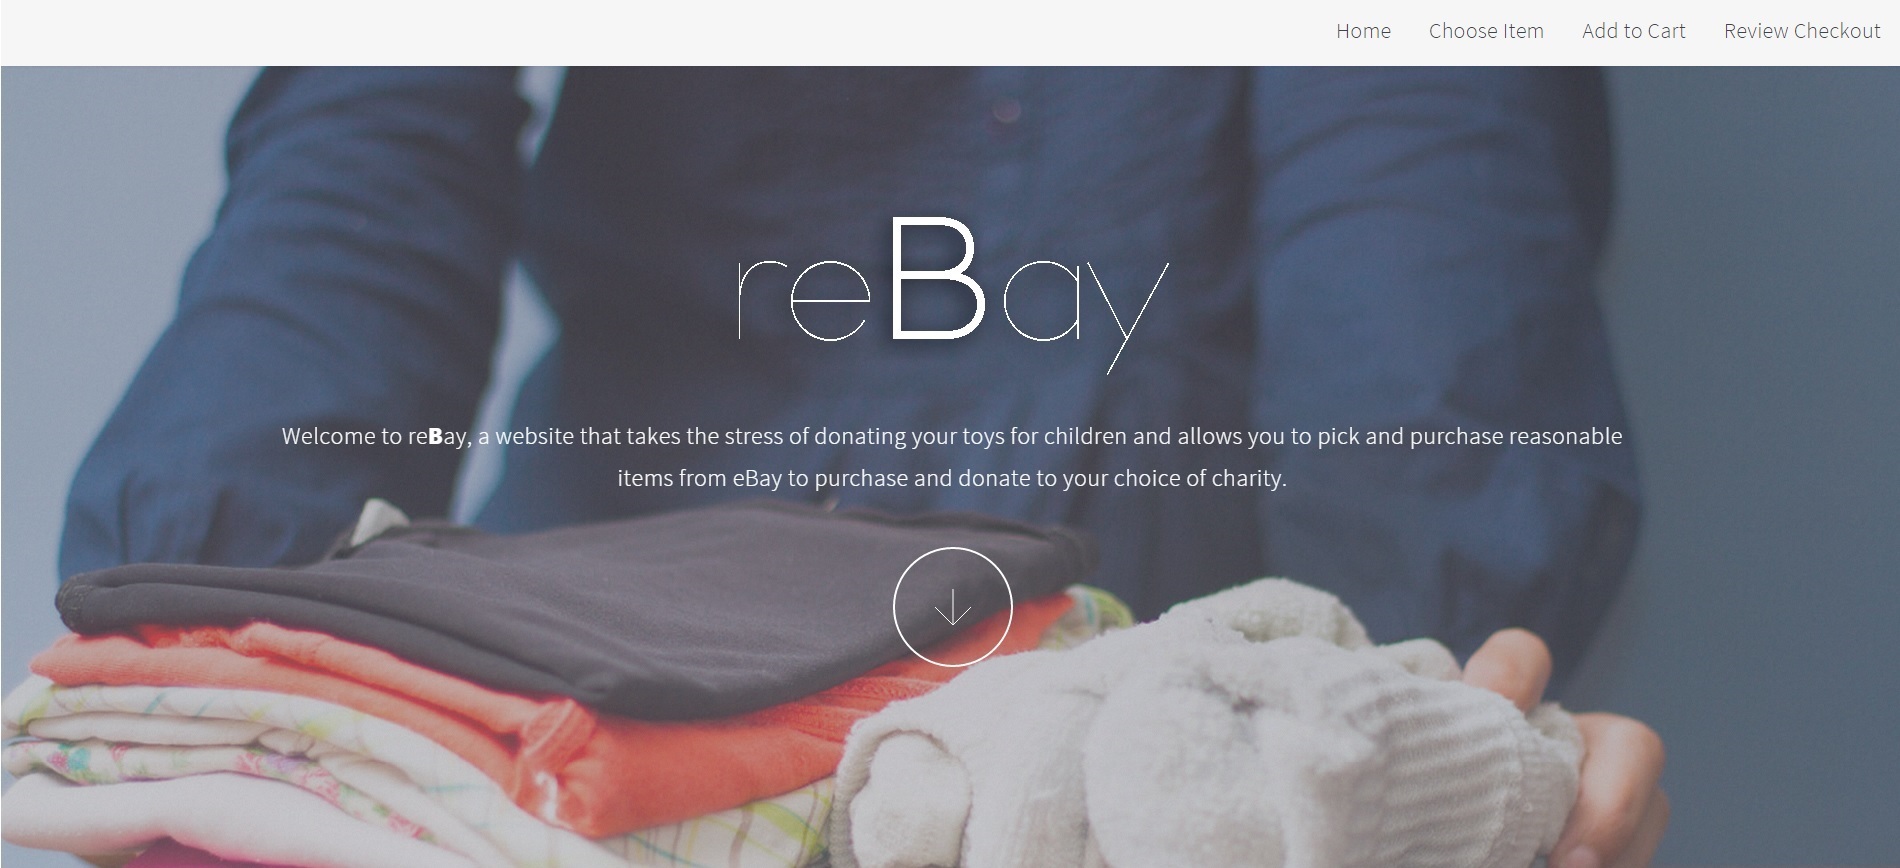 Home Choose Item Add to Cart Review Checkout
reBay
Welcome to reBay, a website that takes the stress of donating your toys for children and allows you to pick and purchase reasonable
items from eBay to purchase and donate to your choice of charity.